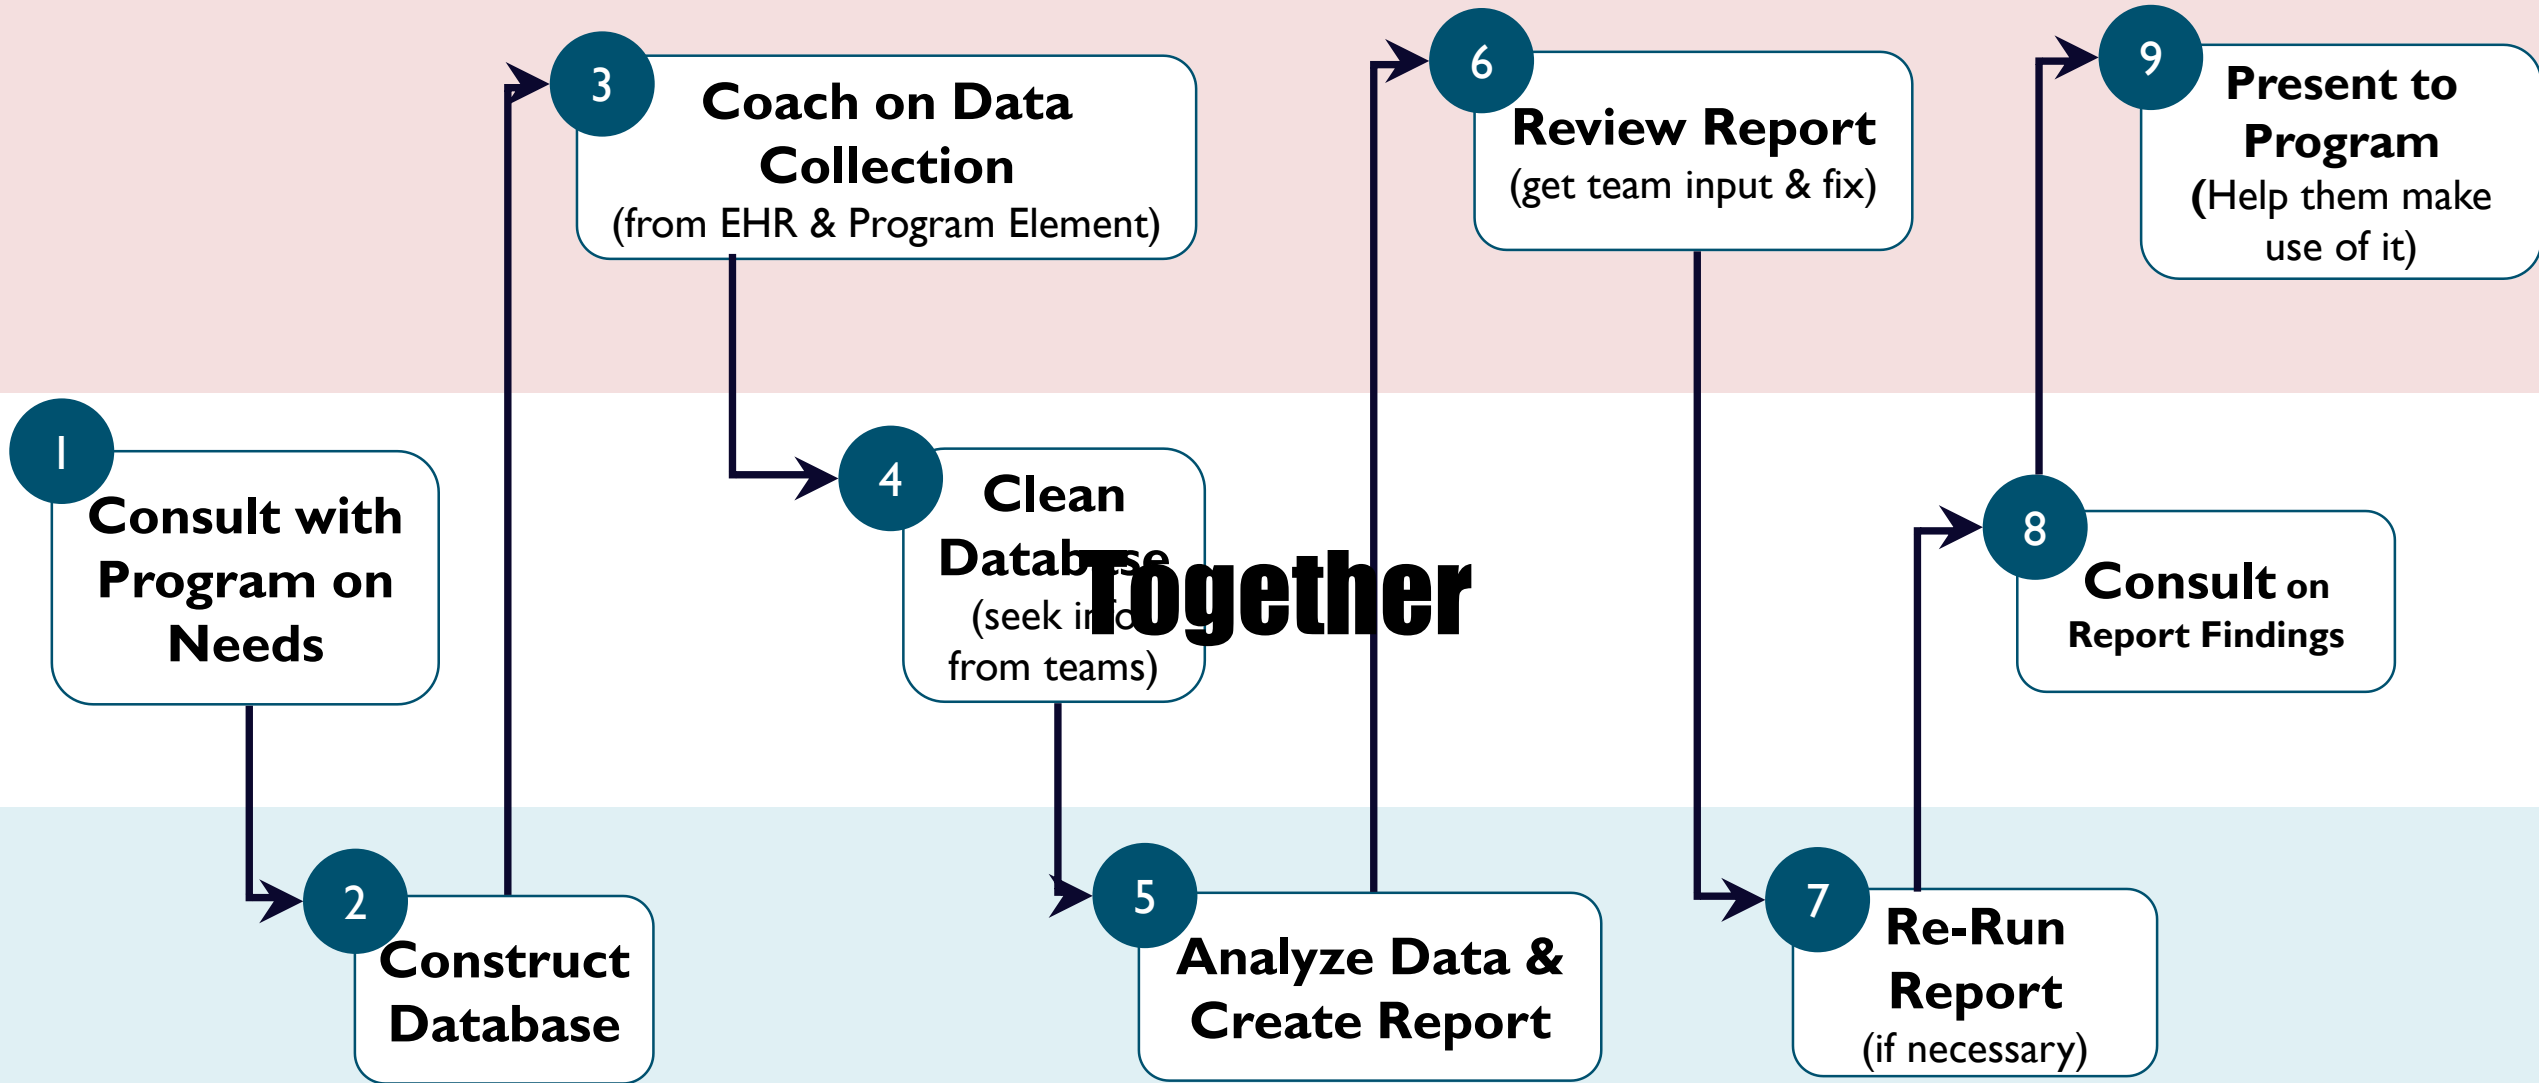 1
Consult with
Program on
Needs
2
Construct
Database
3
Coach on Data
Collection
(from EHR & Program Element)
4
Clean
Database
(seek info
from teams)
Together
5
Analyze Data &
Create Report
6
Review Report
(get team input & fix)
7
Re-Run
Report
(if necessary)
8
Consult on
Report Findings
9
Present to
Program
(Help them make
use of it)